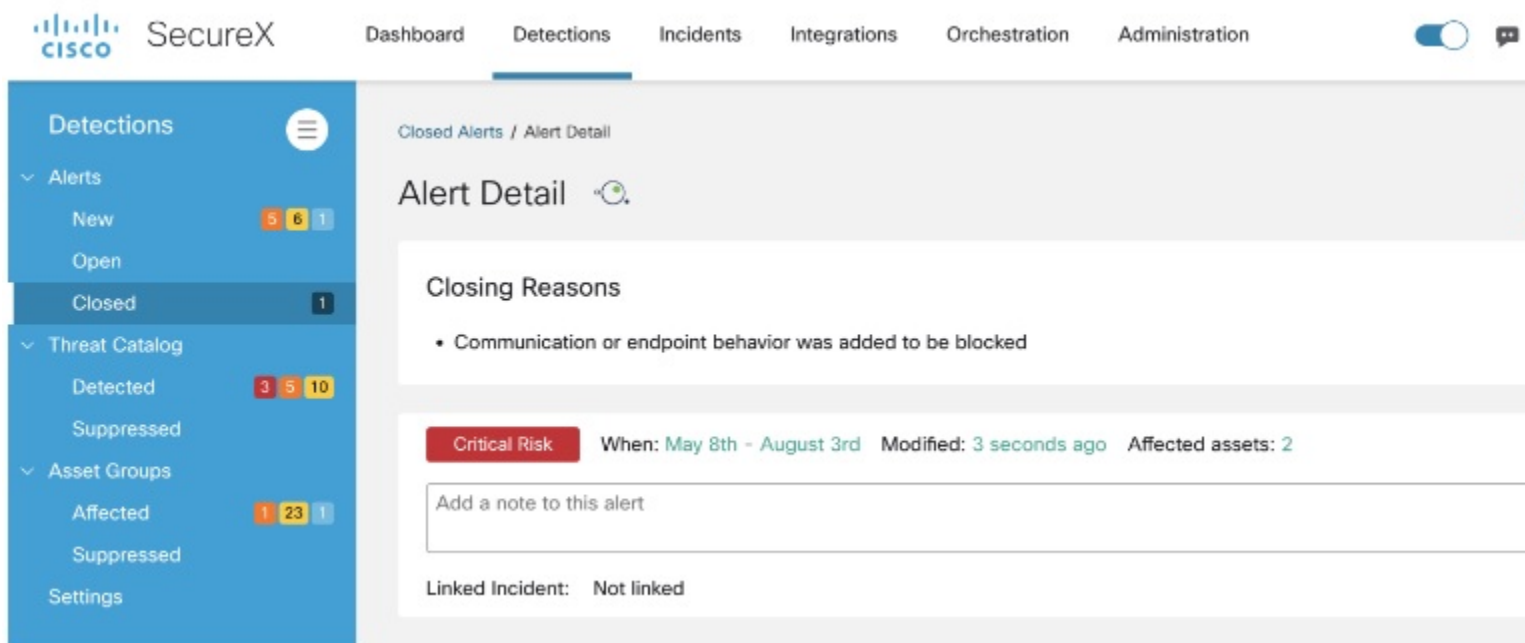 CISCO SecureX Dashboard Detections Incidents Integrations Orchestration Administration
Detections
Alerts
New 5 6 1
Open
Closed 1
Threat Catalog
Detected 3 5 10
Suppressed
Asset Groups
Affected 1 23 1
Suppressed
Settings
Closed Alerts / Alert Detail
Alert Detail
Closing Reasons
• Communication or endpoint behavior was added to be blocked
Critical Risk When: May 8th - August 3rd Modified: 3 seconds ago Affected assets: 2
Add a note to this alert
Linked Incident: Not linked